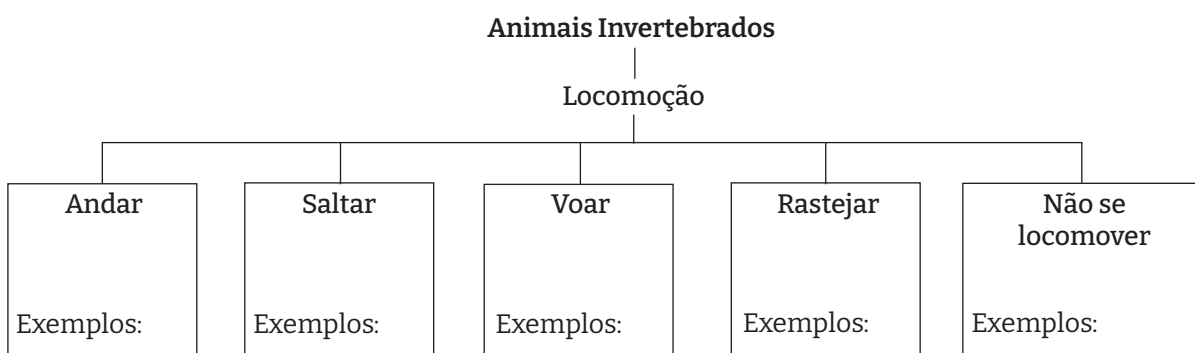 Animais Invertebrados
Locomoção
Andar
Exemplos:
Saltar
Exemplos:
Voar
Exemplos:
Rastejar
Exemplos:
Não se
locomover
Exemplos: